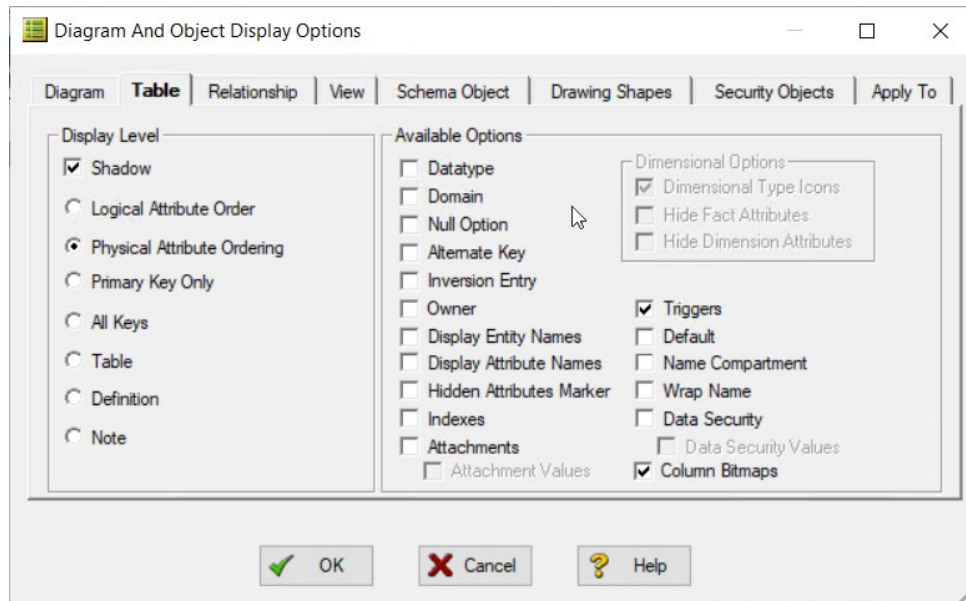 Diagram And Object Display Options
Diagram Table Relationship View Schema Object Drawing Shapes Security Objects Apply To
Display Level
Shadow
Logical Attribute Order
Physical Attribute Ordering
Primary Key Only
All Keys
Table
Definition
Note
Available Options
Datatype
Domain
Null Option
Alternate Key
Inversion Entry
Owner
Display Entity Names
Display Attribute Names
Hidden Attributes Marker
Indexes
Attachments
Attachment Values
Dimensional Options
Dimensional Type Icons
Hide Fact Attributes
Hide Dimension Attributes
Triggers
Default
Name Compartment
Wrap Name
Data Security
Data Security Values
Column Bitmaps
OK Cancel Help